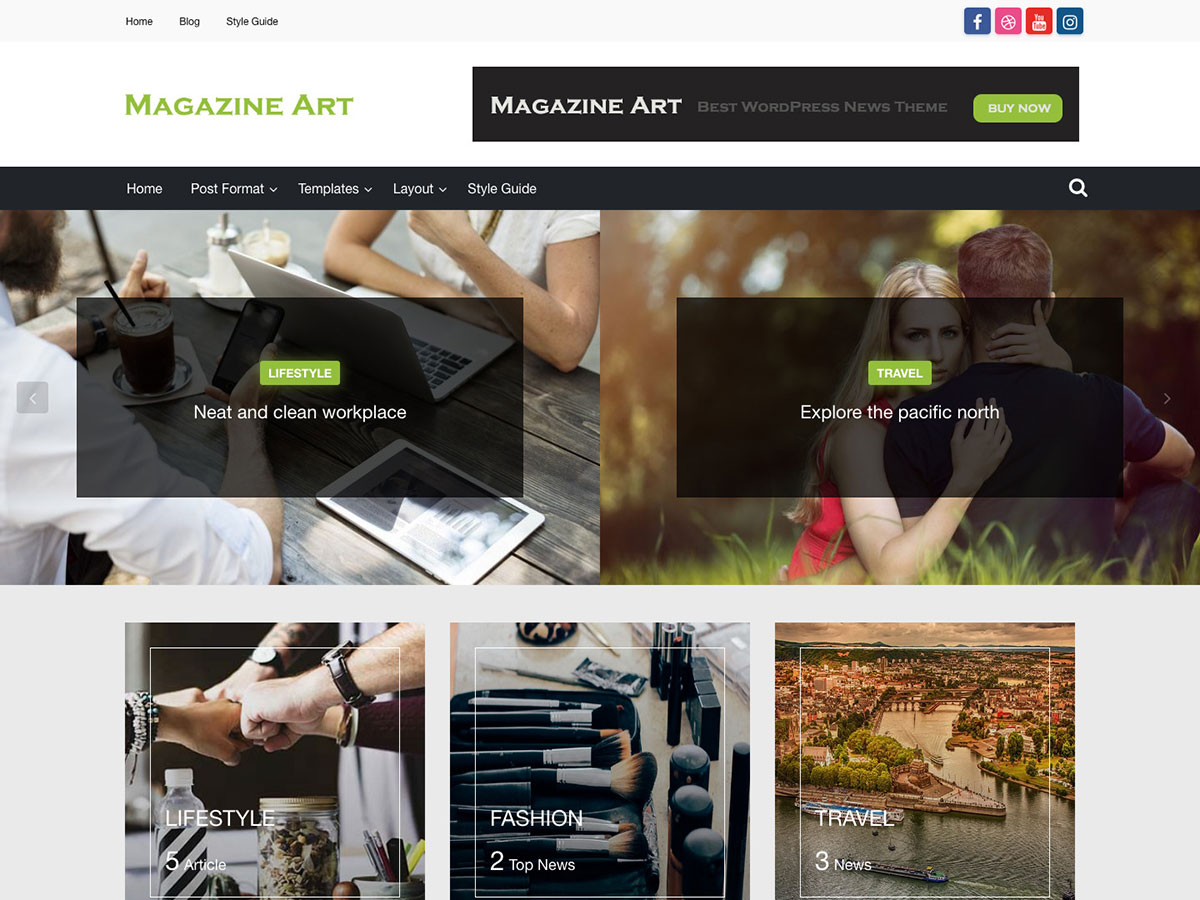 Home Blog Style Guide
You Tube
MAGAZINE ART
MAGAZINE ART BEST WORDPRESS NEWS THEME BUY NOW
Home Post Format Templates Layout Style Guide
LIFESTYLE
Neat and clean workplace
TRAVEL
Explore the pacific north
LIFESTYLE
5 Article
FASHION
2 Top News
TRAVEL
3 News